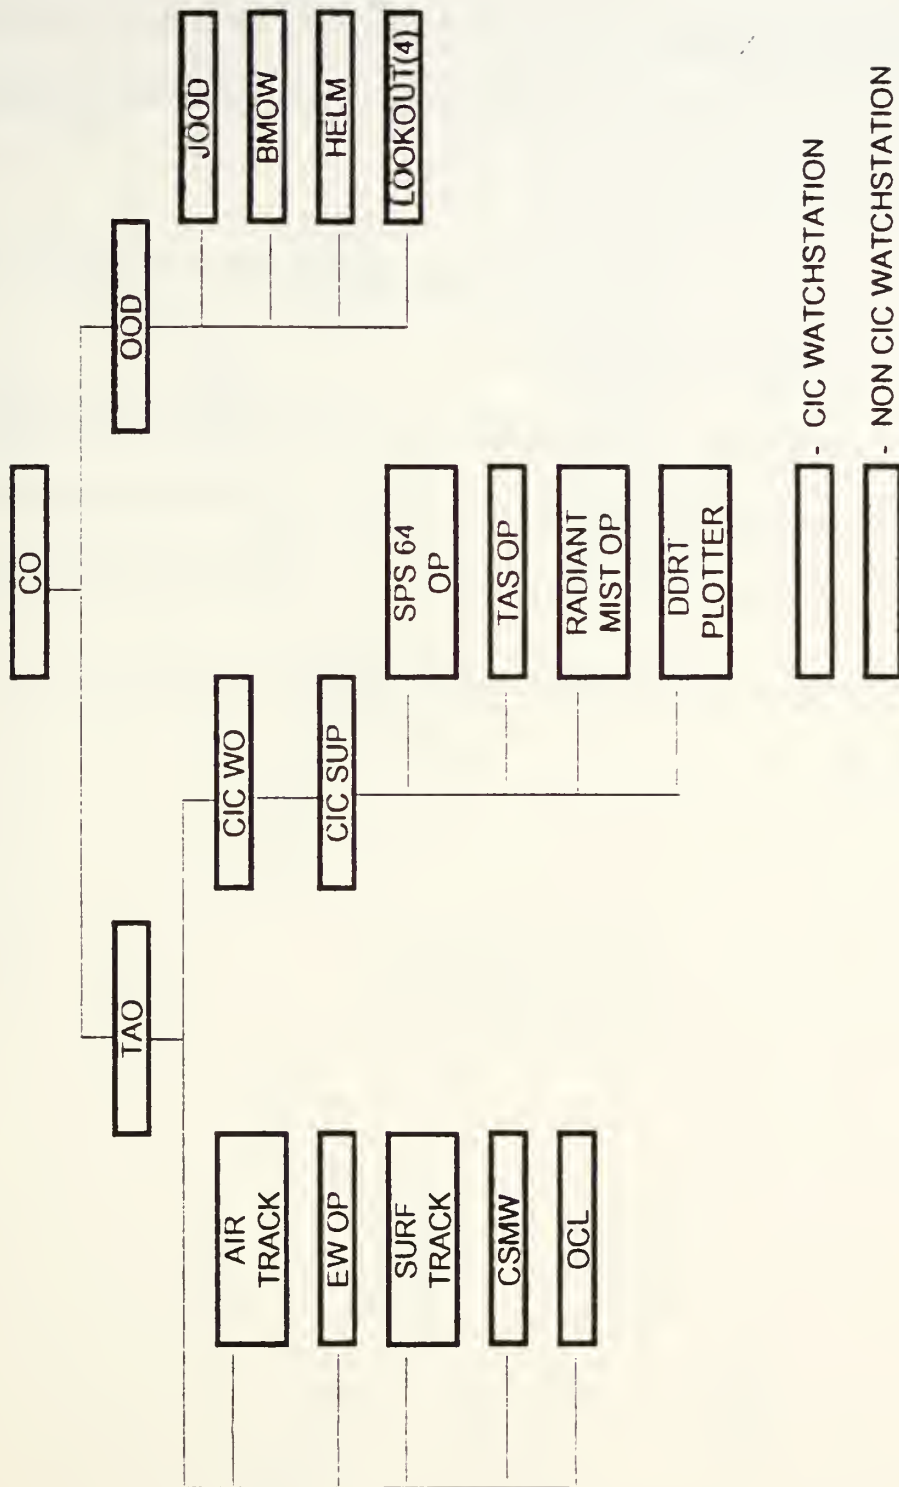 CO
TAO
OOD
AIR
TRACK
EW OP
SURF
TRACK
CSMW
OCL
CIC WO
CIC SUP
SPS 64
OP
TAS OP
RADIANT
MIST OP
DDRT
PLOTTER
JOOD
BMOW
HELM
LOOKOUT(4)
- CIC WATCHSTATION
- NON CIC WATCHSTATION